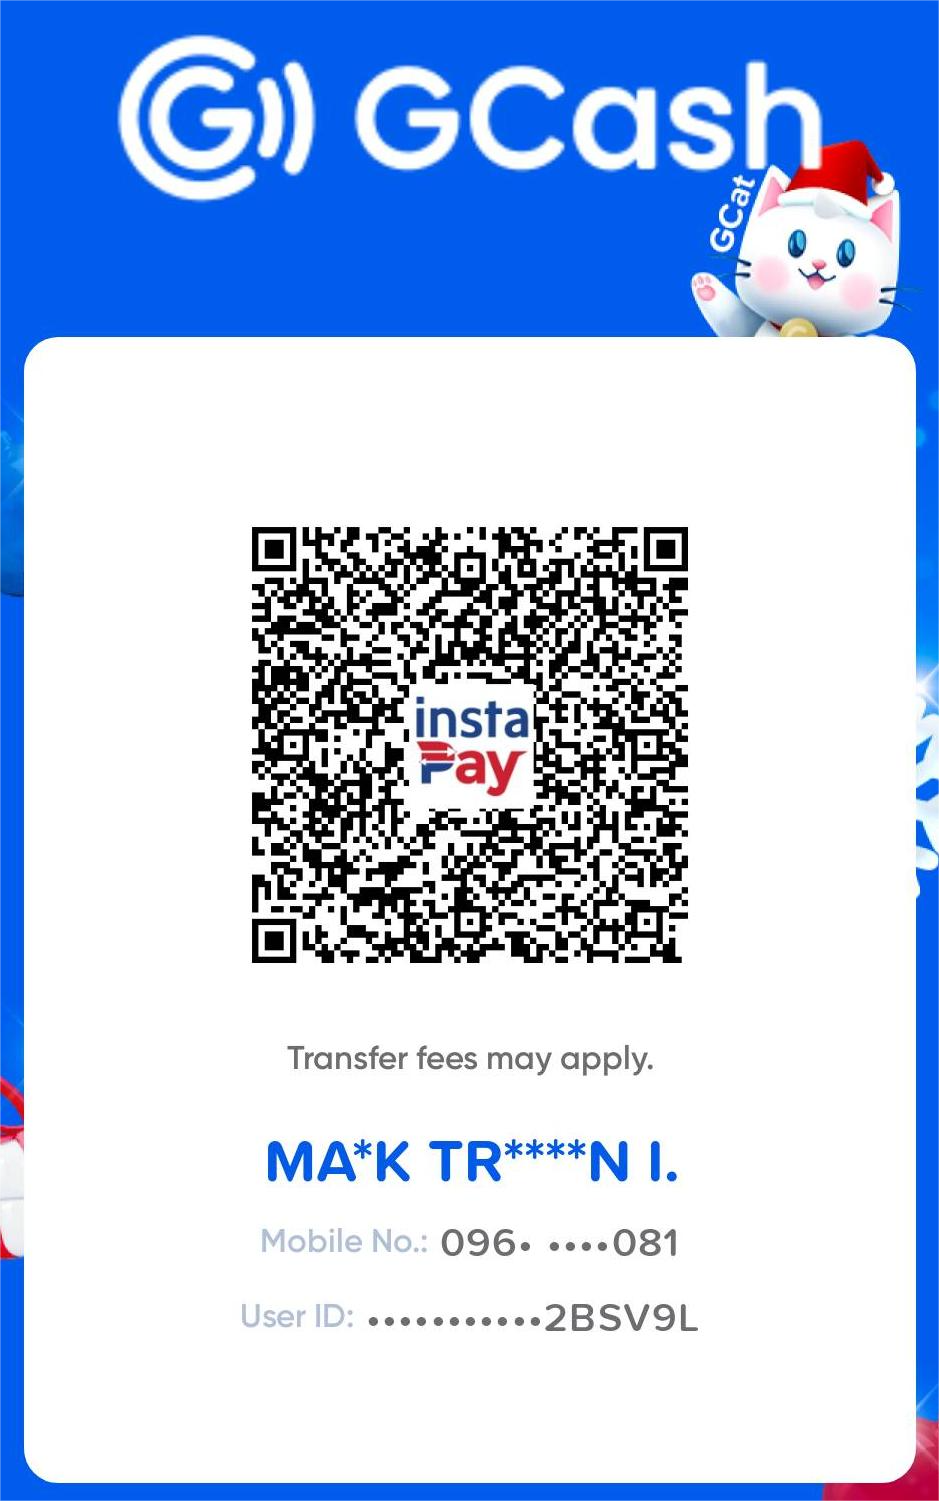 GCash
GCat
insta
Pay
Transfer fees may apply.
MA*K TR****N I.
Mobile No.: 096• ••••081
User ID: •••••••••••2BSV9L